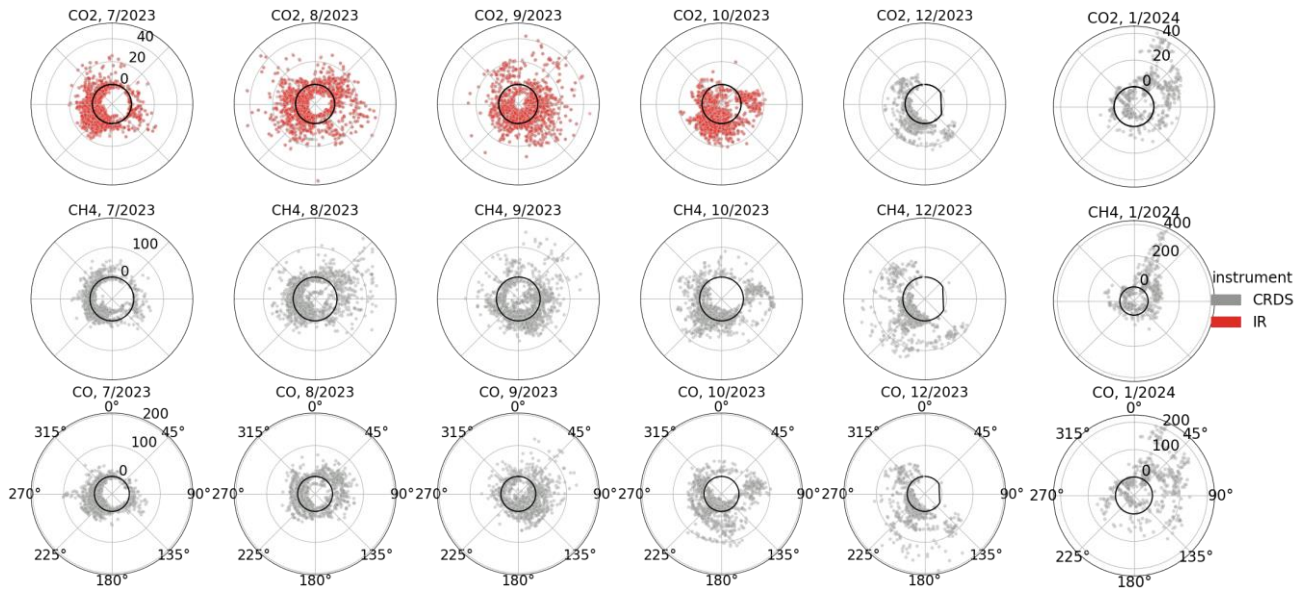 CO2, 7/2023
CO2, 8/2023
CO2, 9/2023
CO2, 10/2023
CO2, 12/2023
CO2, 1/2024
40
20
0
40
20
0
CH4, 7/2023
CH4, 8/2023
CH4, 9/2023
CH4, 10/2023
CH4, 12/2023
CH4, 1/2024
100
0
400
200
0
instrument
CRDS
IR
CO, 7/2023
CO, 8/2023
CO, 9/2023
CO, 10/2023
CO, 12/2023
CO, 1/2024
0° 0° 0° 0° 0° 0°
200
100
0
200
100
0
315° 45° 315° 45° 315° 45° 315° 45° 315° 45° 315° 45°
270° 90° 270° 90° 270° 90° 270° 90° 270° 90° 270° 90°
225° 135° 225° 135° 225° 135° 225° 135° 225° 135° 225° 135°
180° 180° 180° 180° 180° 180°